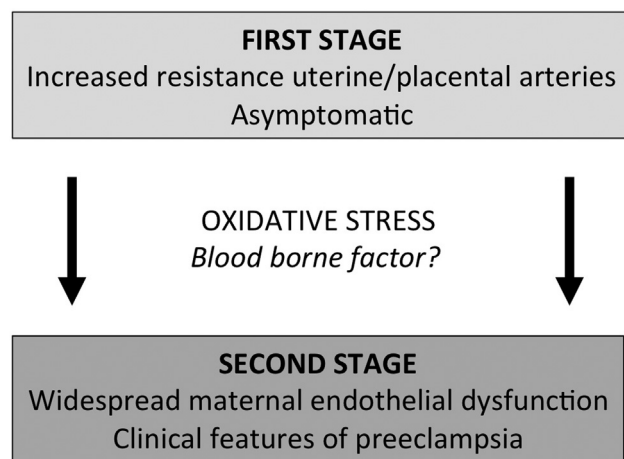 FIRST STAGE
Increased resistance uterine/placental arteries
Asymptomatic
OXIDATIVE STRESS
Blood borne factor?
SECOND STAGE
Widespread maternal endothelial dysfunction
Clinical features of preeclampsia